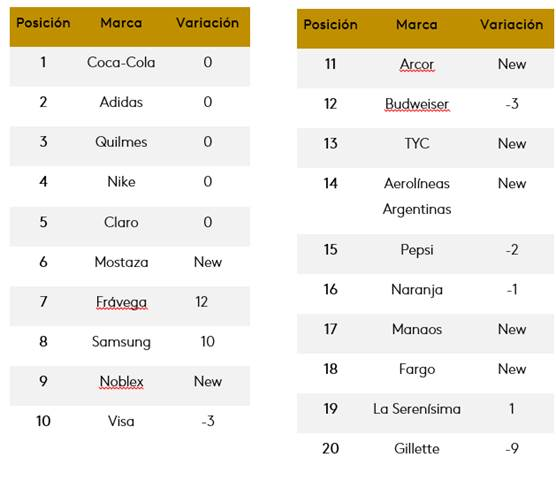 Posición Marca Variación
1 Coca-Cola 0
2 Adidas 0
3 Quilmes 0
4 Nike 0
5 Claro 0
6 Mostaza New
7 Frávega 12
8 Samsung 10
9 Noblex New
10 Visa -3
Posición Marca Variación
11 Arcor New
12 Budweiser -3
13 TYC New
14 Aerolíneas New
Argentinas
15 Pepsi -2
16 Naranja -1
17 Manaos New
18 Fargo New
19 La Serenísima 1
20 Gillette -9